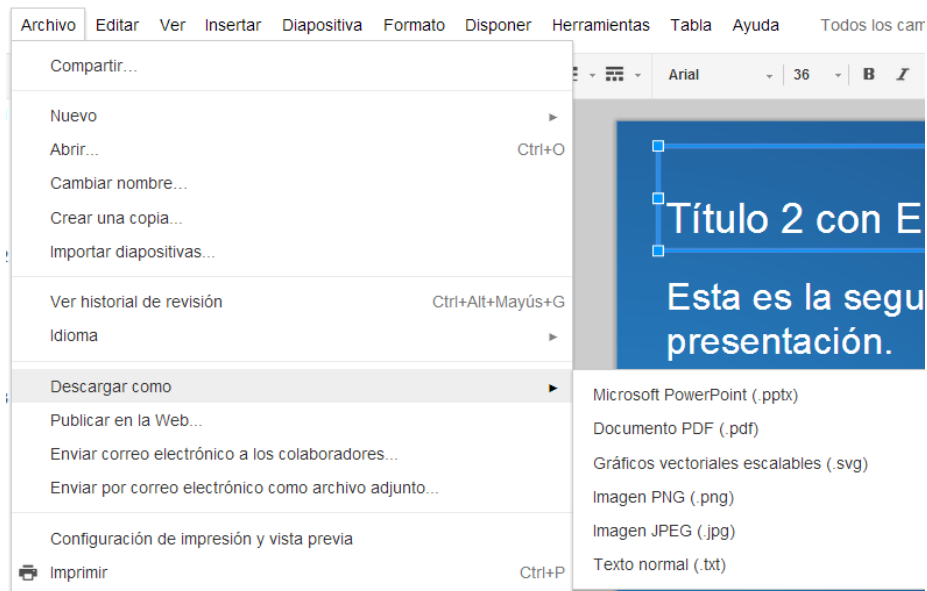 Archivo Editar Ver Insertar Diapositiva Formato Disponer Herramientas Tabla Ayuda Todos los cam
Compartir...
Arial 36 B I
Nuevo
Abrir... Ctrl+O
Cambiar nombre...
Crear una copia...
Importar diapositivas...
Ver historial de revisión Ctrl+Alt+Mayús+G
Idioma
Descargar como
Publicar en la Web...
Enviar correo electrónico a los colaboradores...
Enviar por correo electrónico como archivo adjunto...
Configuración de impresión y vista previa
Imprimir Ctrl+P
Microsoft PowerPoint (.pptx)
Documento PDF (.pdf)
Gráficos vectoriales escalables (.svg)
Imagen PNG (.png)
Imagen JPEG (.jpg)
Texto normal (.txt)
Título 2 con E
Esta es la segu
presentación.